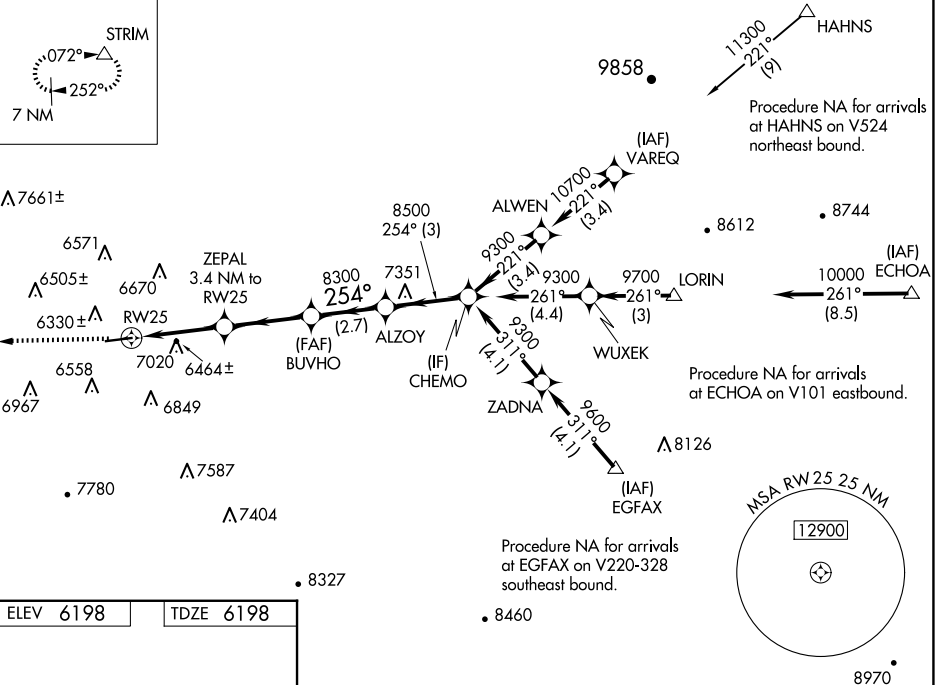 STRIM
072°
252°
7 NM
HAHNS
11300
221°
(9)
9858
Procedure NA for arrivals
at HAHNS on V524
northeast bound.
(IAF)
VAREQ
10700
221°
(3.4)
ALWEN
7661±
8500
254° (3)
9300
221°
(3.4)
8612
8744
6571
ZEPAL
3.4 NM to
RW25
6505±
6670
8300
254°
(2.7)
7351
9300
261°
(4.4)
9700
261°
(3)
LORIN
10000
261°
(8.5)
(IAF)
ECHOA
6330±
RW25
(FAF)
BUVHO
ALZOY
(IF)
CHEMO
WUXEK
7020
6464±
9300
311°
(4.1)
6558
6967
6849
ZADNA
Procedure NA for arrivals
at ECHOA on V101 eastbound.
9600
311°
(4.1)
8126
7587
7780
(IAF)
EGFAX
7404
MSA RW25 25 NM
12900
Procedure NA for arrivals
at EGFAX on V220-328
southeast bound.
8327
8460
ELEV 6198
TDZE 6198
8970